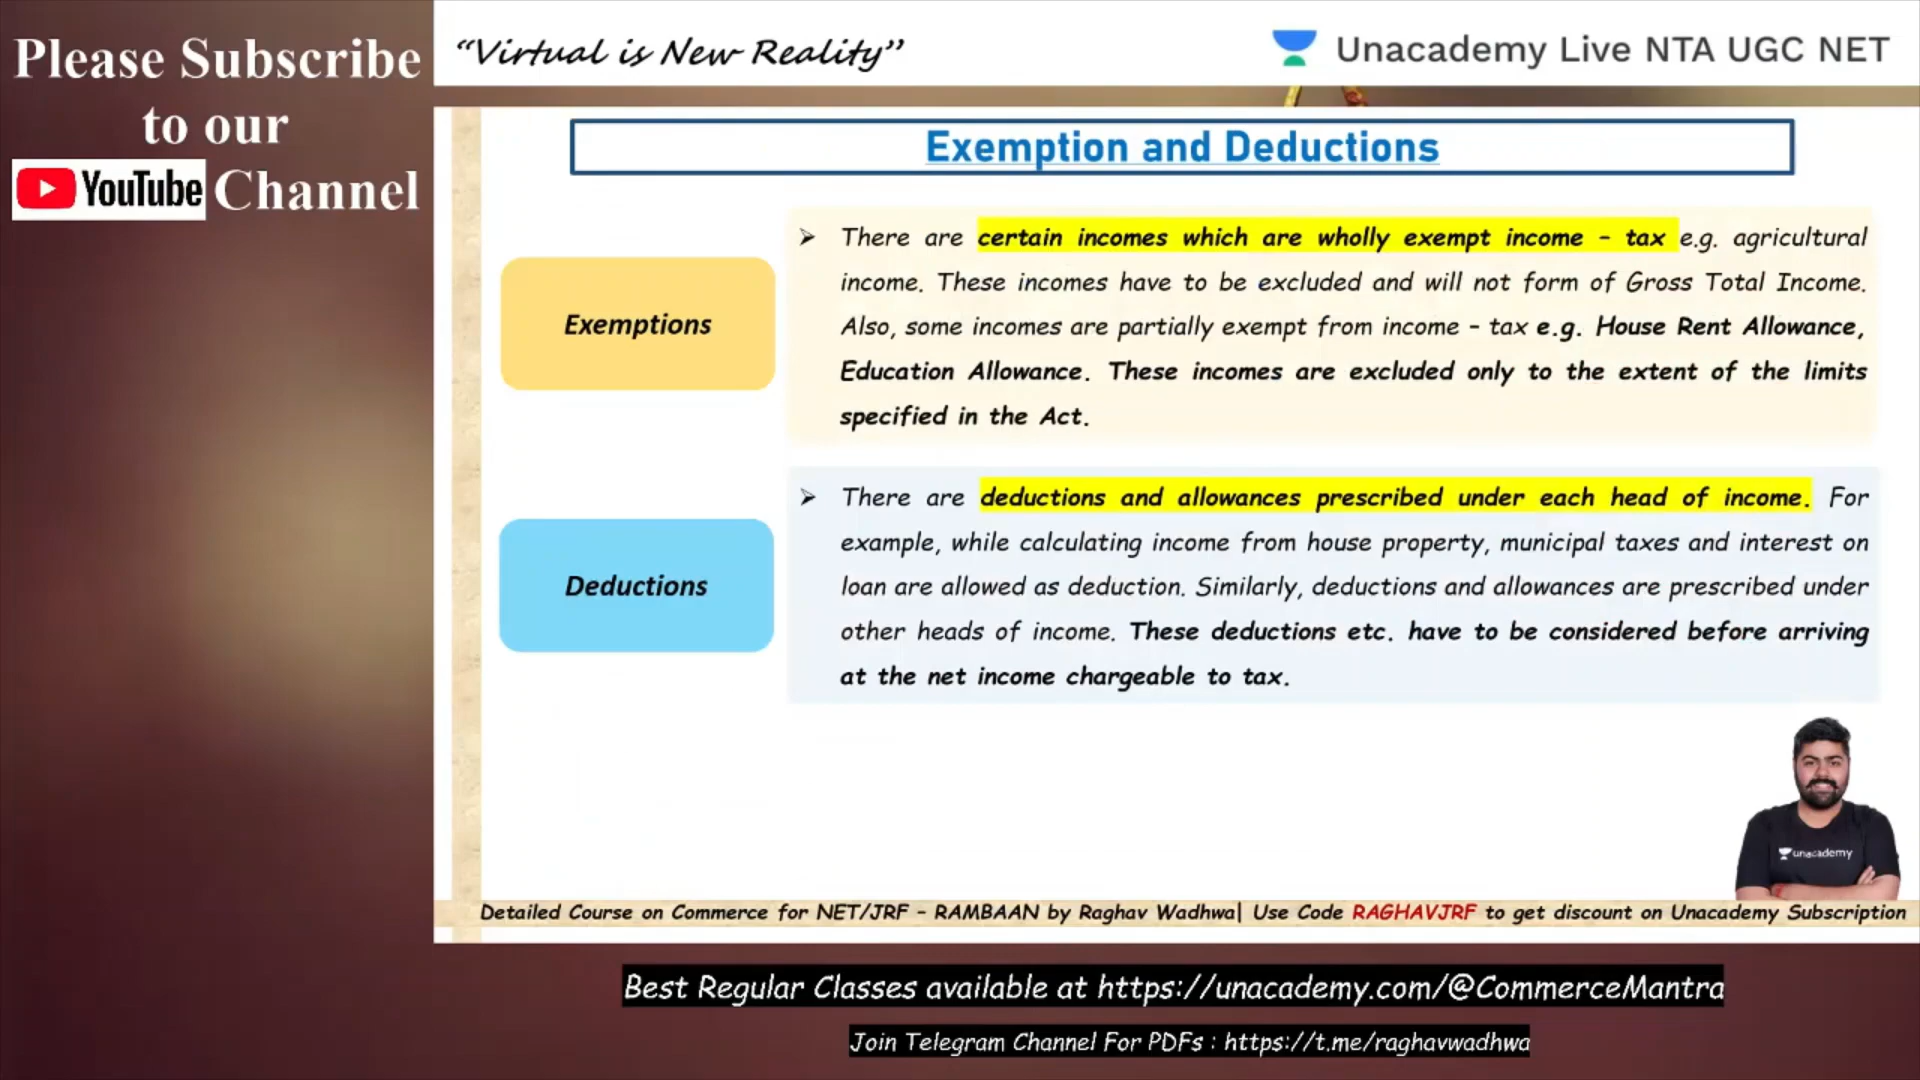 Please Subscribe
to our
YouTube Channel
“Virtual is New Reality”
Unacademy Live NTA UGC NET
Exemption and Deductions
Exemptions
➢ There are certain incomes which are wholly exempt income – tax e.g. agricultural
income. These incomes have to be excluded and will not form of Gross Total Income.
Also, some incomes are partially exempt from income – tax e.g. House Rent Allowance,
Education Allowance. These incomes are excluded only to the extent of the limits
specified in the Act.
Deductions
➢ There are deductions and allowances prescribed under each head of income. For
example, while calculating income from house property, municipal taxes and interest on
loan are allowed as deduction. Similarly, deductions and allowances are prescribed under
other heads of income. These deductions etc. have to be considered before arriving
at the net income chargeable to tax.
unacademy
Detailed Course on Commerce for NET/JRF – RAMBAAN by Raghav Wadhwa| Use Code RAGHAVJRF to get discount on Unacademy Subscription
Best Regular Classes available at https://unacademy.com/@CommerceMantra
Join Telegram Channel For PDFs : https://t.me/raghavwadhwa